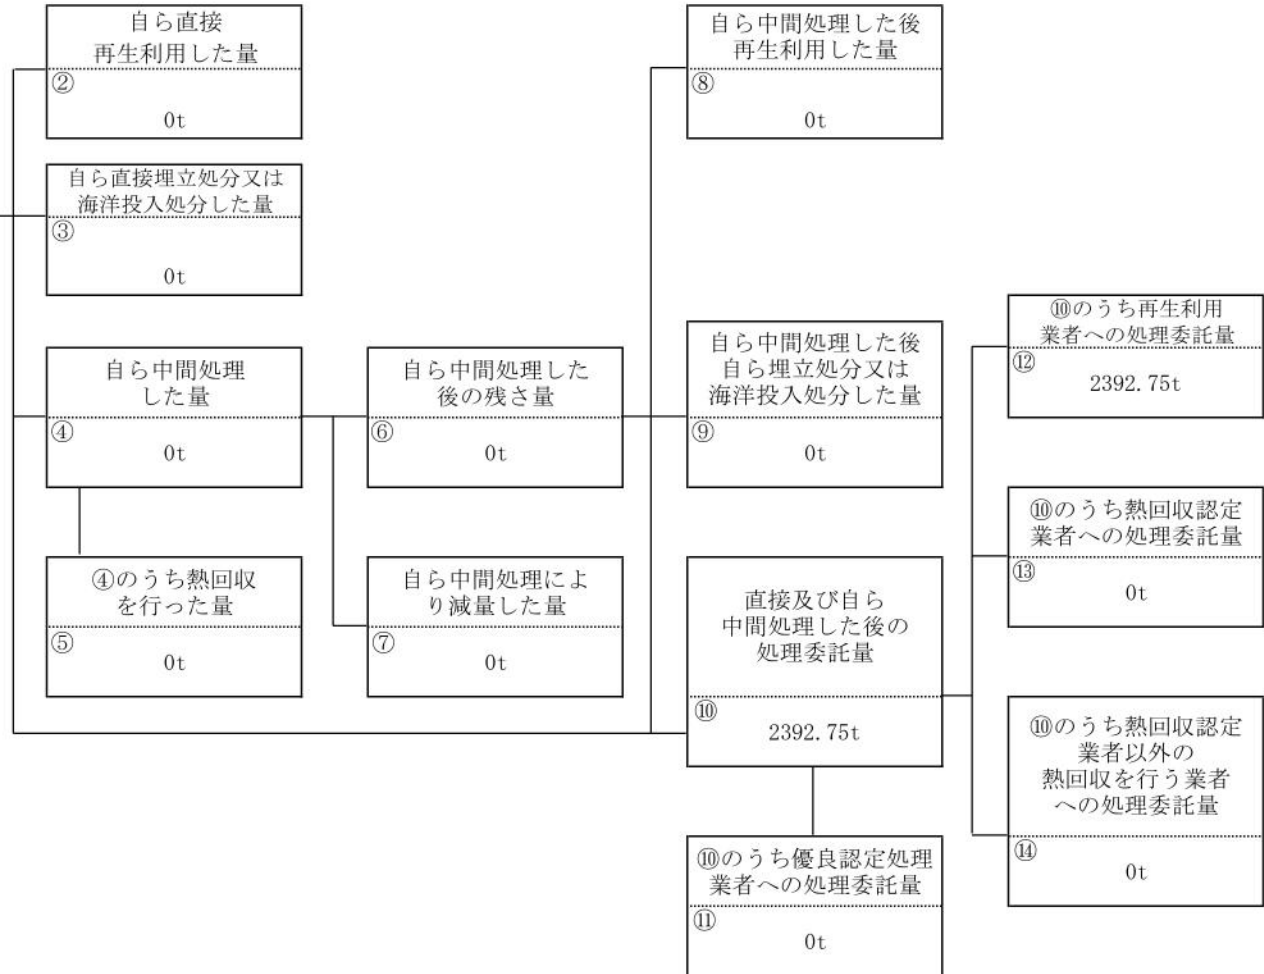 自ら直接
再生利用した量
②
0t
自ら直接埋立処分又は
海洋投入処分した量
③
0t
自ら中間処理
した量
④
0t
④のうち熱回収
を行った量
⑤
0t
自ら中間処理した
後の残さ量
⑥
0t
自ら中間処理によ
り減量した量
⑦
0t
自ら中間処理した後
再生利用した量
⑧
0t
自ら中間処理した後
自ら埋立処分又は
海洋投入処分した量
⑨
0t
直接及び自ら
中間処理した後の
処理委託量
⑩
2392.75t
⑩のうち優良認定処理
業者への処理委託量
⑪
0t
⑩のうち再生利用
業者への処理委託量
⑫
2392.75t
⑩のうち熱回収認定
業者への処理委託量
⑬
0t
⑩のうち熱回収認定
業者以外の
熱回収を行う業者
への処理委託量
⑭
0t